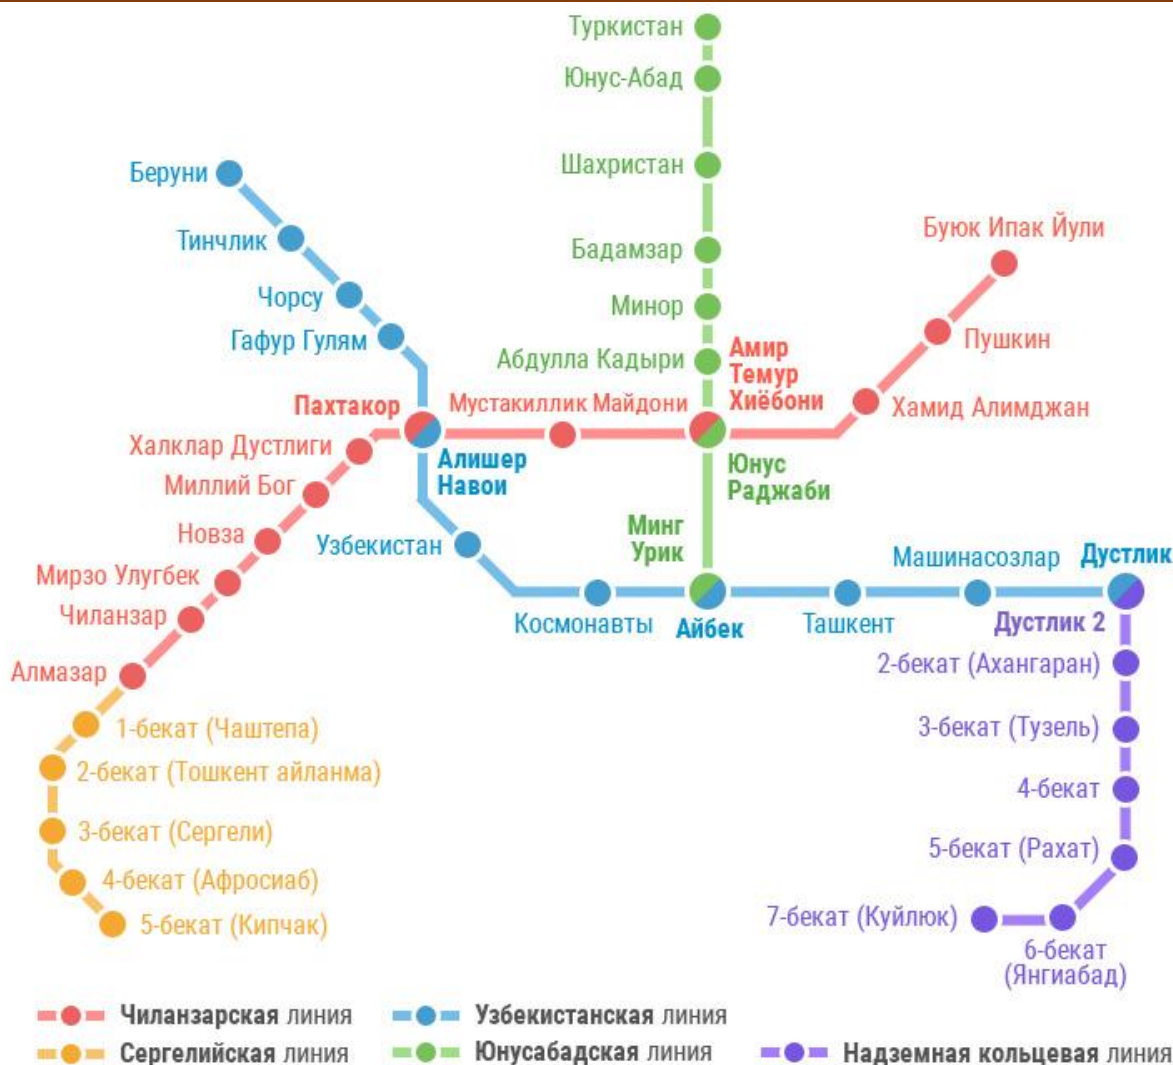 Туркистан
Юнус-Абад
Шахристан
Беруни
Буюк Ипак Йули
Тинчлик
Бадамзар
Чорсу
Минор
Гафур Гулям
Пушкин
Абдулла Кадыри
Амир
Темур
Хиёбони
Пахтакор
Мустакиллик Майдони
Хамид Алимджан
Халклар Дустлиги
Алишер
Навои
Юнус
Раджаби
Миллий Бог
Новза
Минг
Урик
Узбекистан
Машинасозлар
Дустлик
Мирзо Улугбек
Чиланзар
Космонавты
Айбек
Ташкент
Дустлик 2
Алмазар
2-бекат (Ахангаран)
1-бекат (Чаштепа)
3-бекат (Тузель)
2-бекат (Тошкент айланма)
4-бекат
3-бекат (Сергели)
5-бекат (Рахат)
4-бекат (Афросиаб)
7-бекат (Куйлюк)
5-бекат (Кипчак)
6-бекат
(Янгиабад)
Чиланзарская линия
Узбекистанская линия
Сергелийская линия
Юнусабадская линия
Надземная кольцевая линия